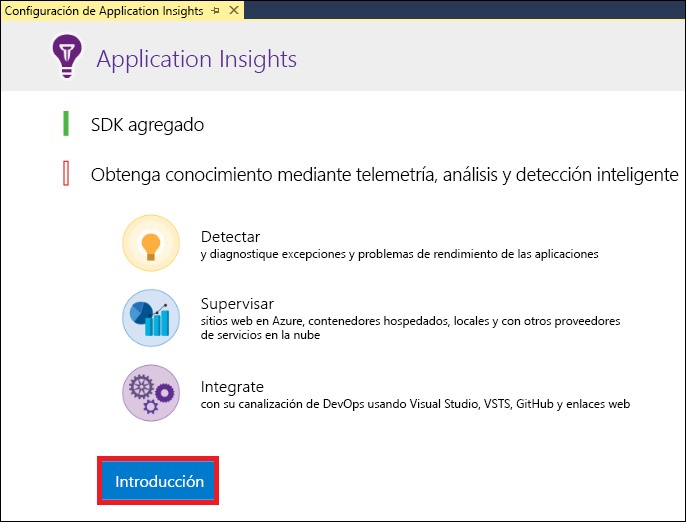 Configuración de Application Insights
Application Insights
SDK agregado
Obtenga conocimiento mediante telemetría, análisis y detección inteligente
Detectar
y diagnostique excepciones y problemas de rendimiento de las aplicaciones
Supervisar
sitios web en Azure, contenedores hospedados, locales y con otros proveedores
de servicios en la nube
Integrate
con su canalización de DevOps usando Visual Studio, VSTS, GitHub y enlaces web
Introducción